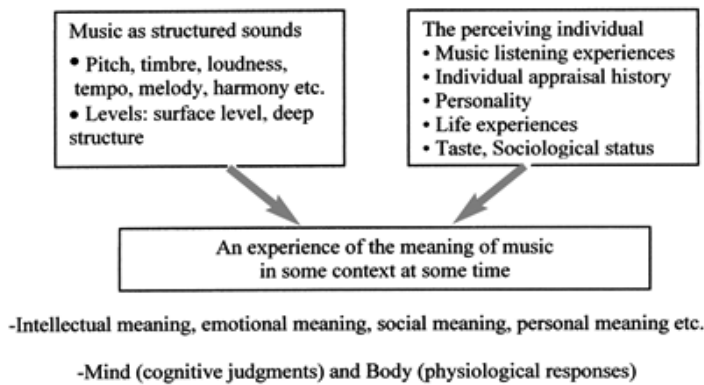 Music as structured sounds
• Pitch, timbre, loudness,
tempo, melody, harmony etc.
• Levels: surface level, deep
structure
The perceiving individual
• Music listening experiences
• Individual appraisal history
• Personality
• Life experiences
• Taste, Sociological status
An experience of the meaning of music
in some context at some time
-Intellectual meaning, emotional meaning, social meaning, personal meaning etc.
-Mind (cognitive judgments) and Body (physiological responses)